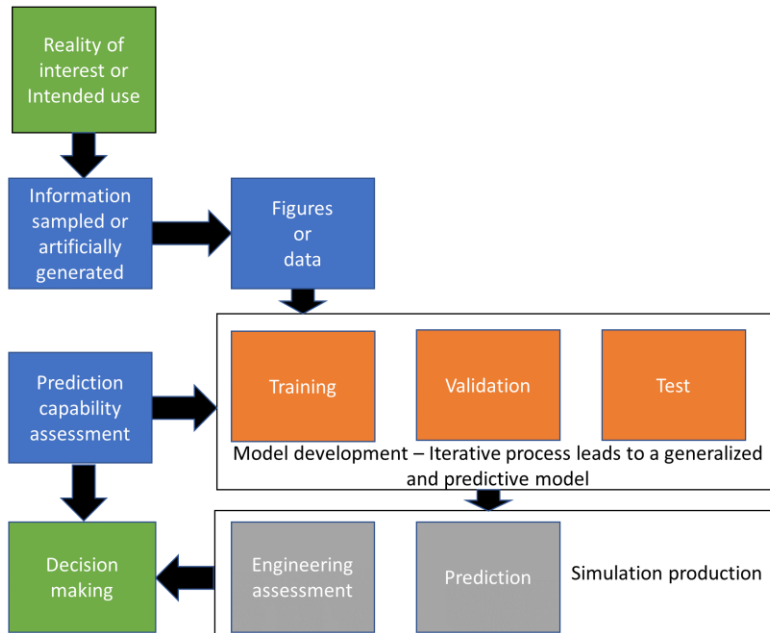 Reality of
interest or
Intended use
Information
sampled or
artificially
generated
Figures
or
data
Prediction
capability
assessment
Training
Validation
Test
Model development – Iterative process leads to a generalized
and predictive model
Decision
making
Engineering
assessment
Prediction
Simulation production